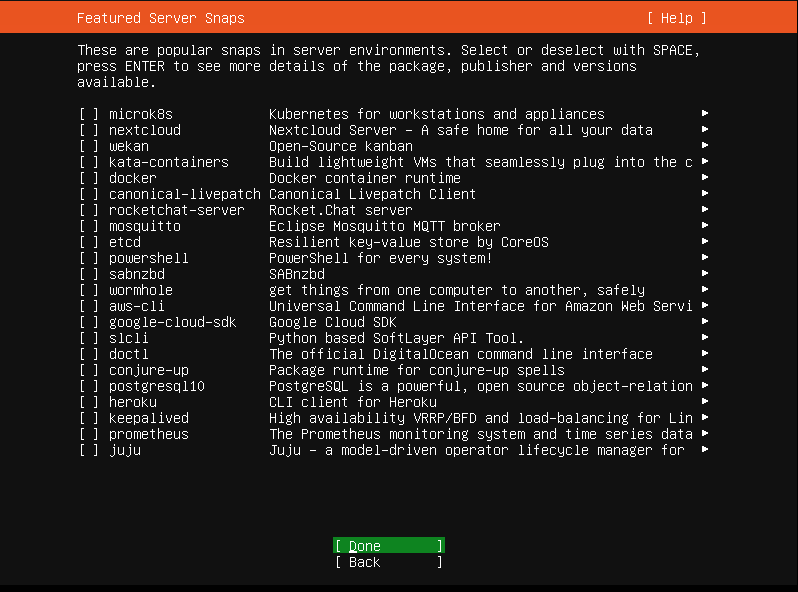 Featured Server Snaps [ Help ]
These are popular snaps in server environments. Select or deselect with SPACE,
press ENTER to see more details of the package, publisher and versions
available.
[ ] microk8s Kubernetes for workstations and appliances ▸
[ ] nextcloud Nextcloud Server - A safe home for all your data ▸
[ ] wekan Open-Source kanban ▸
[ ] kata-containers Build lightweight VMs that seamlessly plug into the c ▸
[ ] docker Docker container runtime ▸
[ ] canonical-livepatch Canonical Livepatch Client ▸
[ ] rocketchat-server Rocket.Chat server ▸
[ ] mosquitto Eclipse Mosquitto MQTT broker ▸
[ ] etcd Resilient key-value store by CoreOS ▸
[ ] powershell PowerShell for every system! ▸
[ ] sabnzbd SABnzbd ▸
[ ] wormhole get things from one computer to another, safely ▸
[ ] aws-cli Universal Command Line Interface for Amazon Web Servi ▸
[ ] google-cloud-sdk Google Cloud SDK ▸
[ ] slcli Python based SoftLayer API Tool. ▸
[ ] doctl The official DigitalOcean command line interface ▸
[ ] conjure-up Package runtime for conjure-up spells ▸
[ ] postgresql10 PostgreSQL is a powerful, open source object-relation ▸
[ ] heroku CLI client for Heroku ▸
[ ] keepalived High availability VRRP/BFD and load-balancing for Lin ▸
[ ] prometheus The Prometheus monitoring system and time series data ▸
[ ] juju Juju - a model-driven operator lifecycle manager for ▸
[ Done ]
[ Back ]